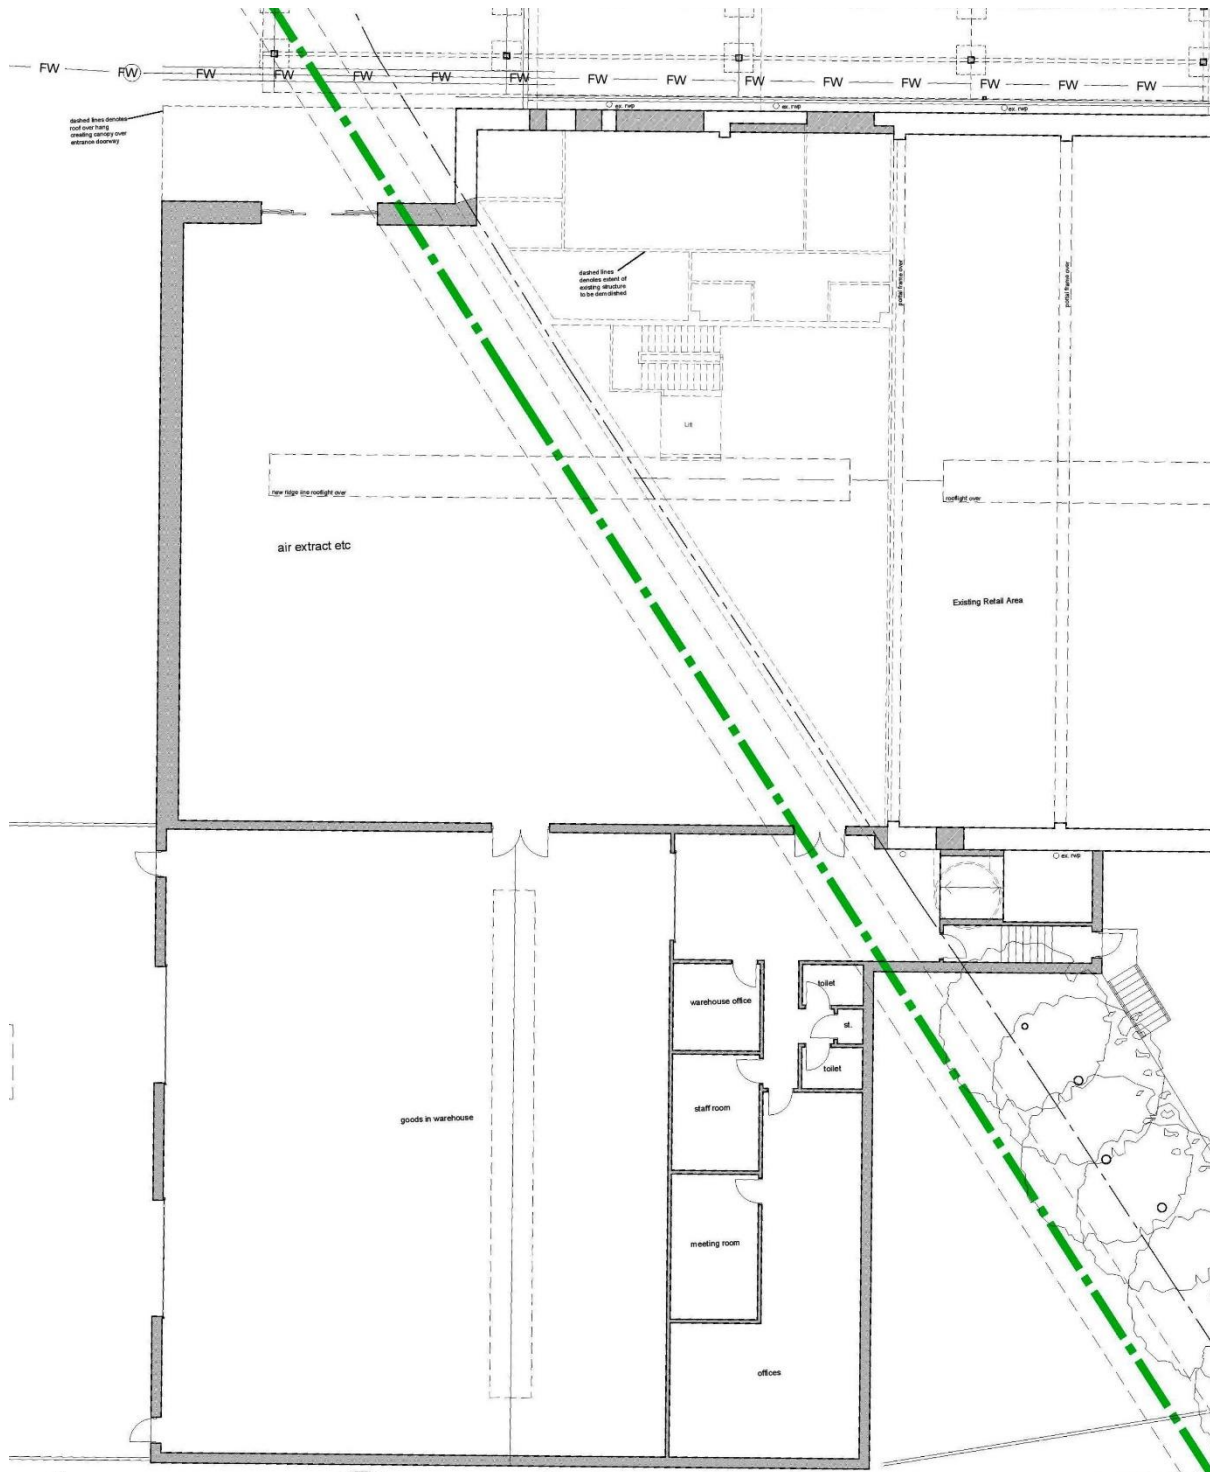 FW FW FW FW FW FW FW FW FW FW FW FW FW FW FW
ex. rwp
ex. rwp
ex. rwp
dashed lines denotes
roof over hang
creating canopy over
entrance doorway
dashed lines
denotes extent of
existing structure
to be demolished
portal frame over
portal frame over
Lift
new ridge line rooflight over
rooflight over
air extract etc
Existing Retail Area
ex. rwp
warehouse office
toilet
st.
toilet
staff room
goods in warehouse
meeting room
offices